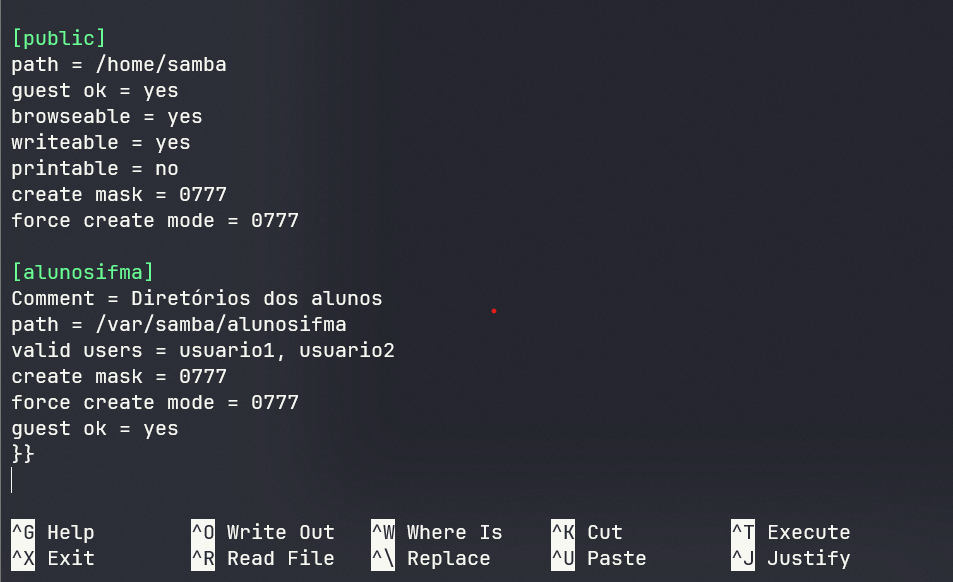 [public]
path = /home/samba
guest ok = yes
browseable = yes
writeable = yes
printable = no
create mask = 0777
force create mode = 0777
[alunosifma]
Comment = Diretórios dos alunos
path = /var/samba/alunosifma
valid users = usuario1, usuario2
create mask = 0777
force create mode = 0777
guest ok = yes
}}
^G Help ^O Write Out ^W Where Is ^K Cut ^T Execute
^X Exit ^R Read File ^\ Replace ^U Paste ^J Justify